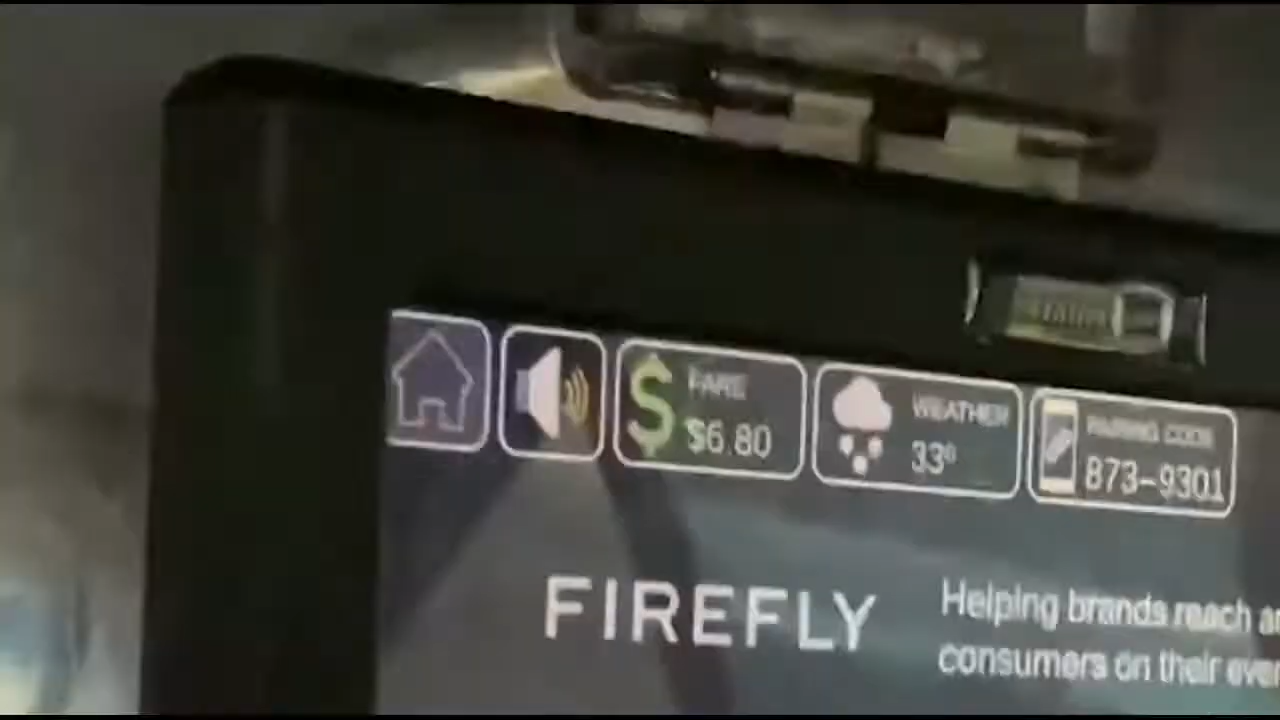 FARE
$6.80
WEATHER
33°
PAIRING CODE
873-9301
FIREFLY
Helping brands reach
consumers on their